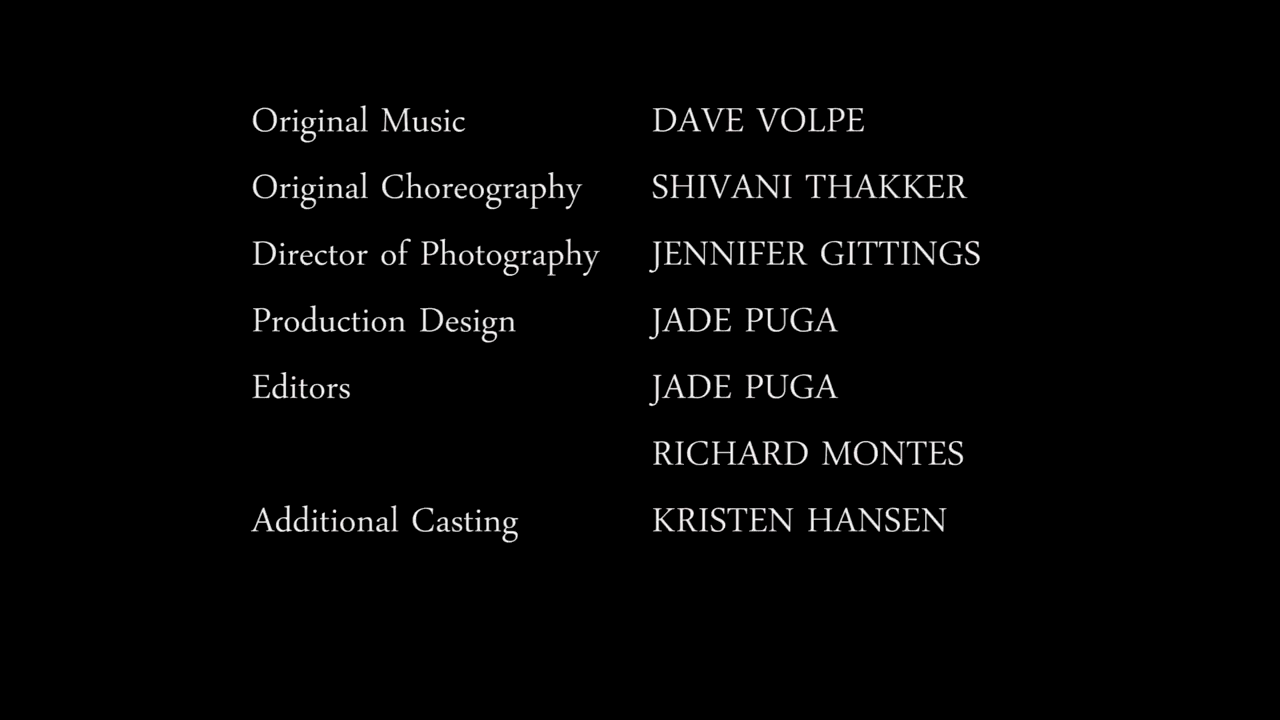 Original Music DAVE VOLPE
Original Choreography SHIVANI THAKKER
Director of Photography JENNIFER GITTINGS
Production Design JADE PUGA
Editors JADE PUGA
RICHARD MONTES
Additional Casting KRISTEN HANSEN